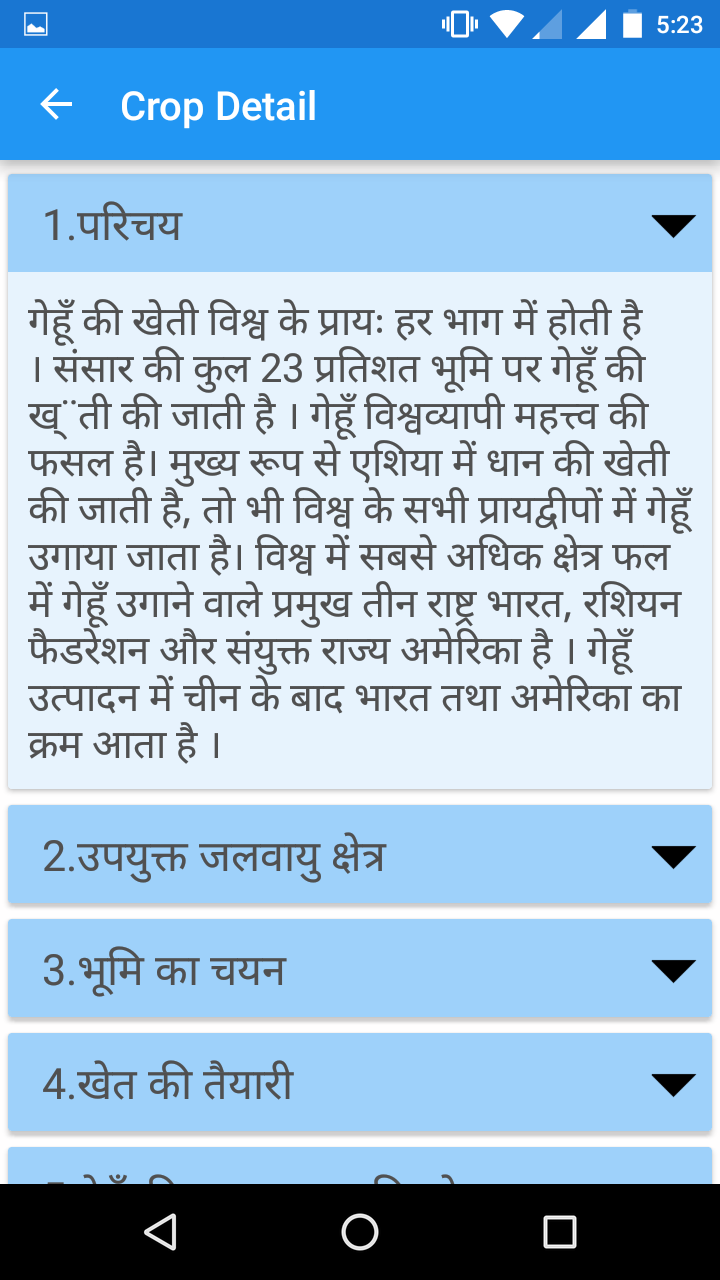 5:23
Crop Detail
1.परिचय
गेहूँ की खेती विश्व के प्रायः हर भाग में होती है
। संसार की कुल 23 प्रतिशत भूमि पर गेहूँ की
ख्¨ती की जाती है । गेहूँ विश्वव्यापी महत्त्व की
फसल है। मुख्य रूप से एशिया में धान की खेती
की जाती है, तो भी विश्व के सभी प्रायद्वीपों में गेहूँ
उगाया जाता है। विश्व में सबसे अधिक क्षेत्र फल
में गेहूँ उगाने वाले प्रमुख तीन राष्ट्र भारत, रशियन
फैडरेशन और संयुक्त राज्य अमेरिका है । गेहूँ
उत्पादन में चीन के बाद भारत तथा अमेरिका का
क्रम आता है ।
2.उपयुक्त जलवायु क्षेत्र
3.भूमि का चयन
4.खेत की तैयारी